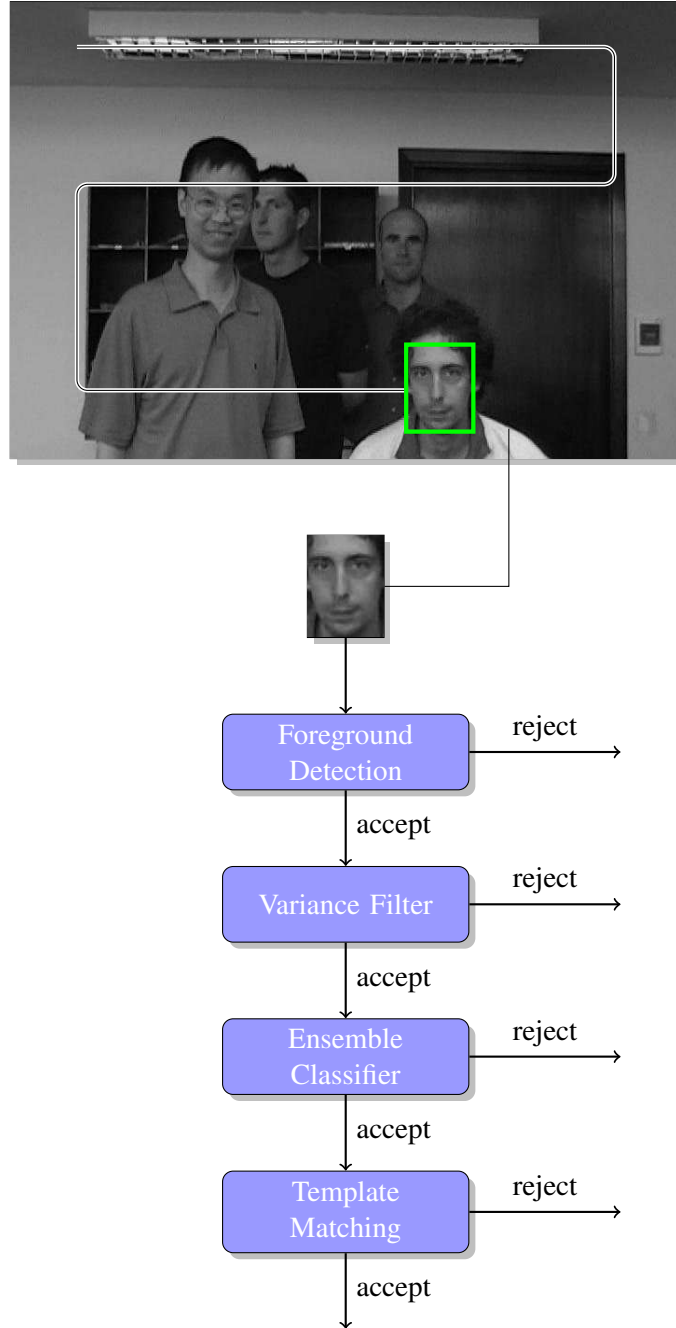 Foreground
Detection
reject
accept
Variance Filter
reject
accept
Ensemble
Classifier
reject
accept
Template
Matching
reject
accept